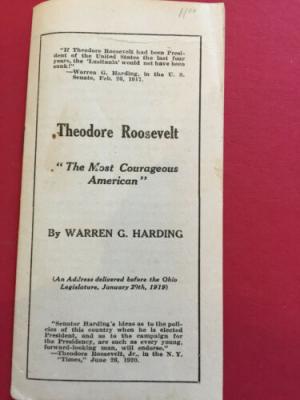 11.00
"If Theodore Roosevelt had been Presi-
dent of the United States the last four
years, the 'Lusitania' would not have been
sunk!"
—Warren G. Harding, in the U. S.
Senate, Feb. 26, 1917.
Theodore Roosevelt
"The Most Courageous
American"
By WARREN G. HARDING
(An Address delivered before the Ohio
Legislature, January 29th, 1919)
"Senator Harding's ideas as to the poli-
cies of this country when he is elected
President, and as to the campaign for
the Presidency, are such as every young,
forward-looking man, will endorse."
—Theodore Roosevelt, Jr., in the N. Y.
"Times," June 26, 1920.